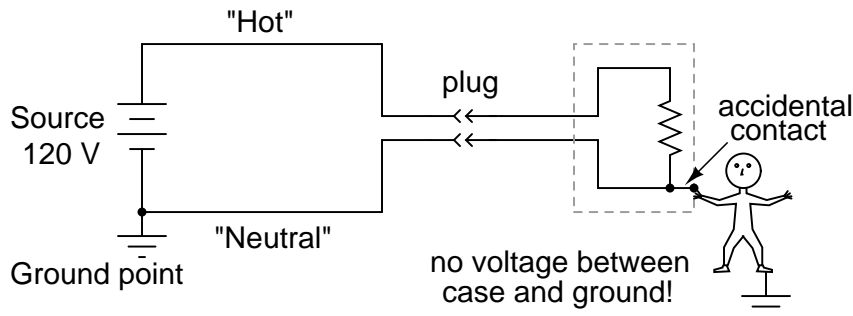 "Hot"
plug
Source
120 V
accidental
contact
"Neutral"
Ground point
no voltage between
case and ground!